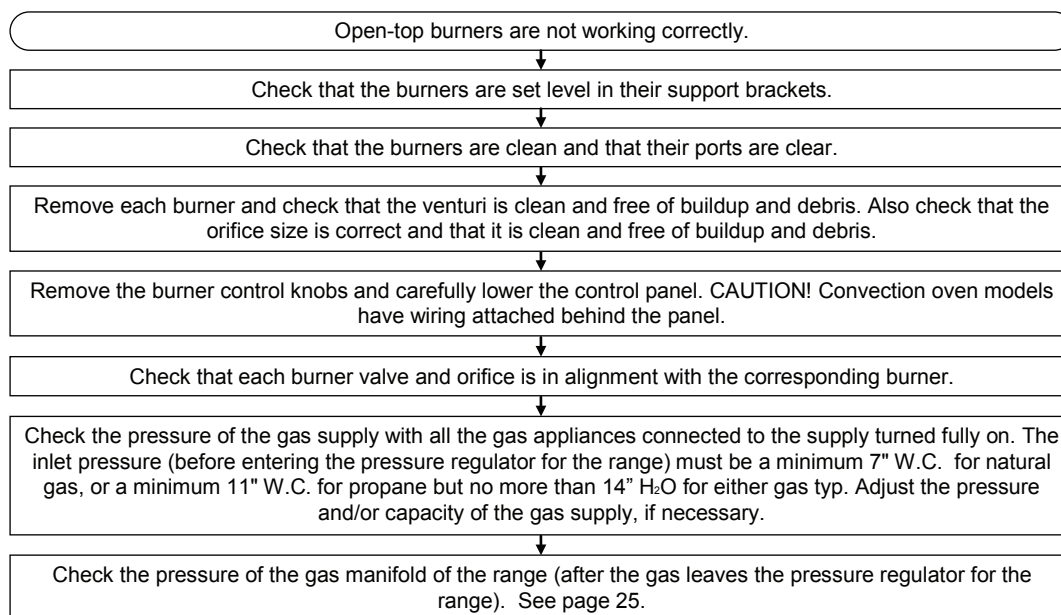 Open-top burners are not working correctly.
Check that the burners are set level in their support brackets.
Check that the burners are clean and that their ports are clear.
Remove each burner and check that the venturi is clean and free of buildup and debris. Also check that the
orifice size is correct and that it is clean and free of buildup and debris.
Remove the burner control knobs and carefully lower the control panel. CAUTION! Convection oven models
have wiring attached behind the panel.
Check that each burner valve and orifice is in alignment with the corresponding burner.
Check the pressure of the gas supply with all the gas appliances connected to the supply turned fully on. The
inlet pressure (before entering the pressure regulator for the range) must be a minimum 7" W.C. for natural
gas, or a minimum 11" W.C. for propane but no more than 14” H₂O for either gas typ. Adjust the pressure
and/or capacity of the gas supply, if necessary.
Check the pressure of the gas manifold of the range (after the gas leaves the pressure regulator for the
range). See page 25.